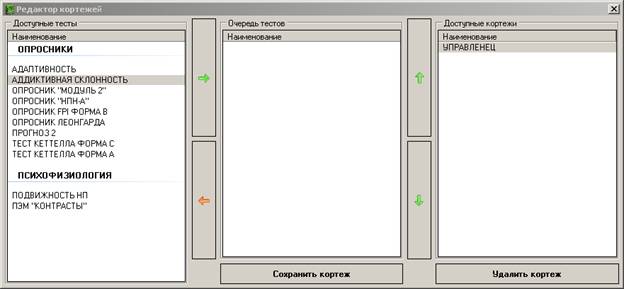 Редактор кортежей
Доступные тесты
Наименование
ОПРОСНИКИ
АДАПТИВНОСТЬ
АДДИКТИВНАЯ СКЛОННОСТЬ
ОПРОСНИК "МОДУЛЬ 2"
ОПРОСНИК "НПН-А"
ОПРОСНИК FPI ФОРМА B
ОПРОСНИК ЛЕОНГАРДА
ПРОГНОЗ 2
ТЕСТ КЕТТЕЛЛА ФОРМА С
ТЕСТ КЕТТЕЛЛА ФОРМА А
ПСИХОФИЗИОЛОГИЯ
ПОДВИЖНОСТЬ НП
ПЗМ "КОНТРАСТЫ"
Очередь тестов
Наименование
Сохранить кортеж
Доступные кортежи
Наименование
УПРАВЛЕНЕЦ
Удалить кортеж